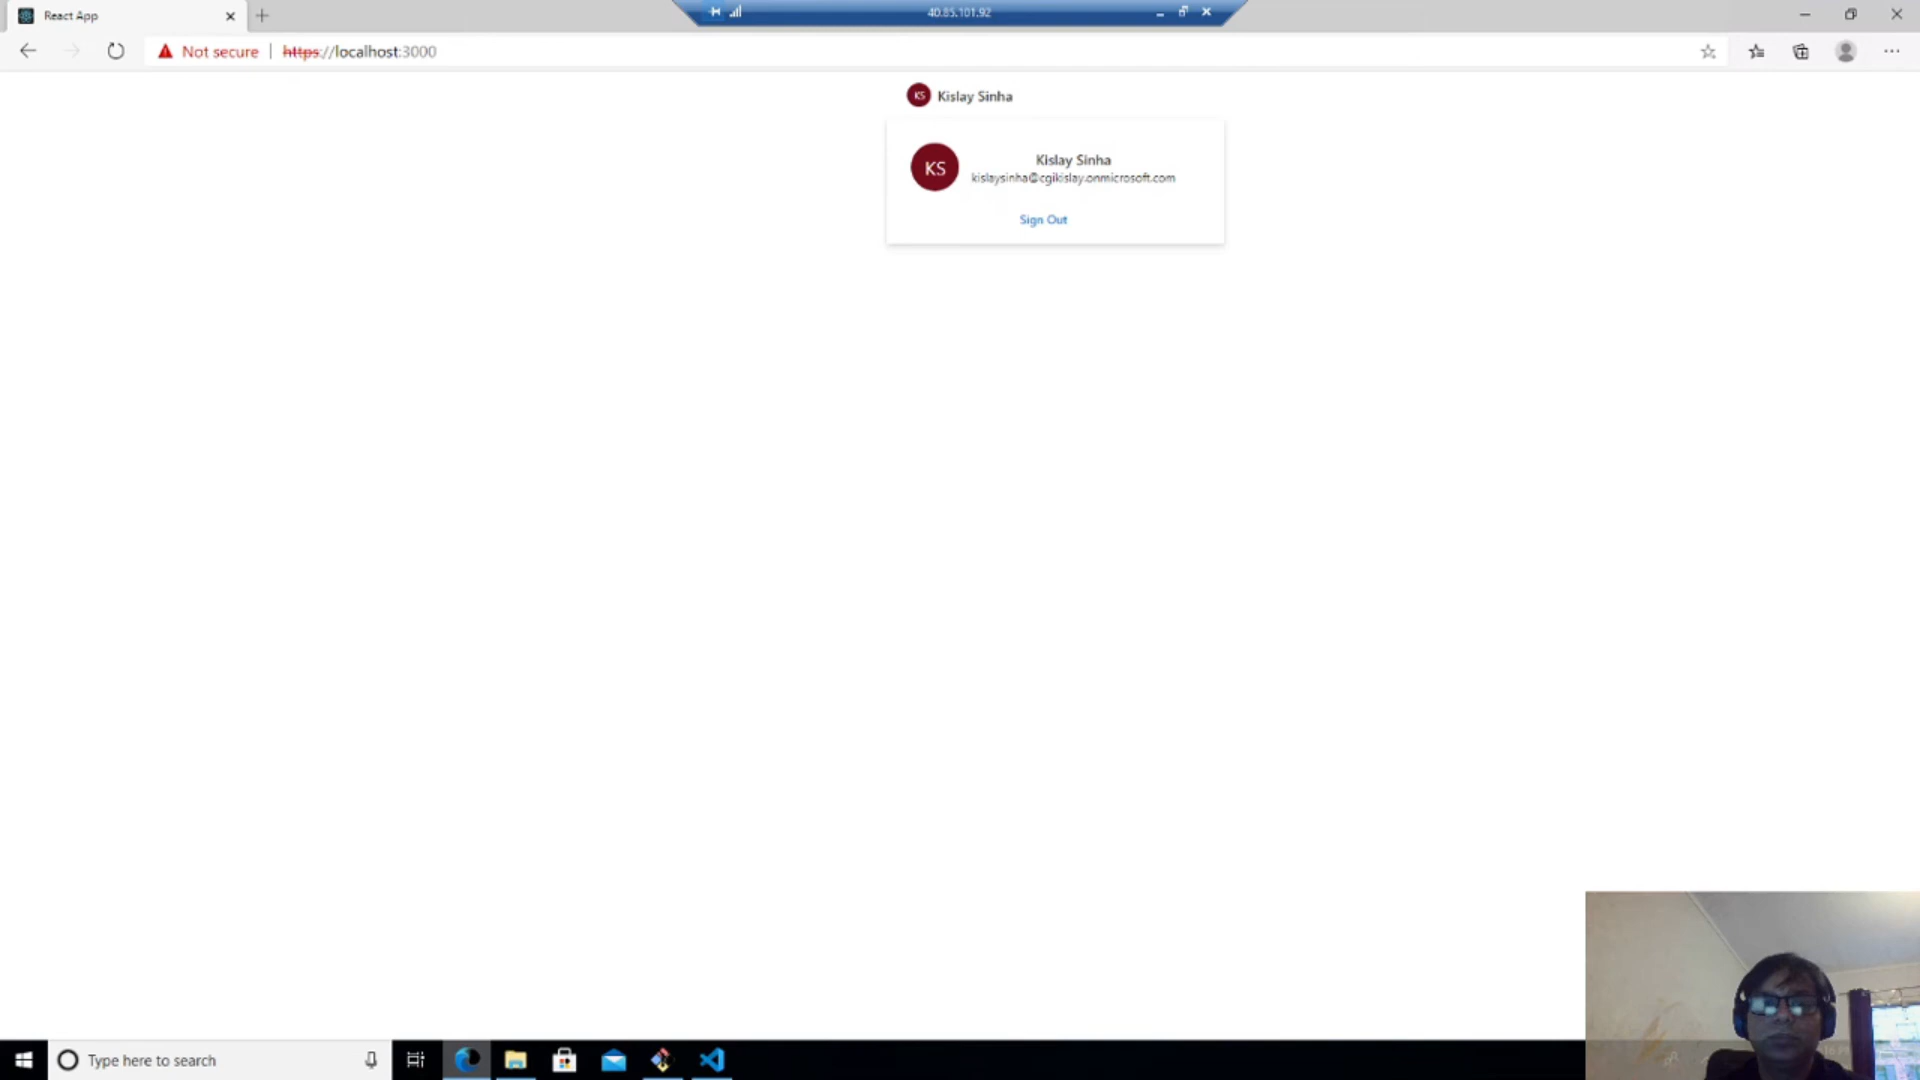 React App
40.85.101.92
Not secure
https://localhost:3000
KS
Kislay Sinha
KS
Kislay Sinha
kislaysinha@cgikislay.onmicrosoft.com
Sign Out
Type here to search